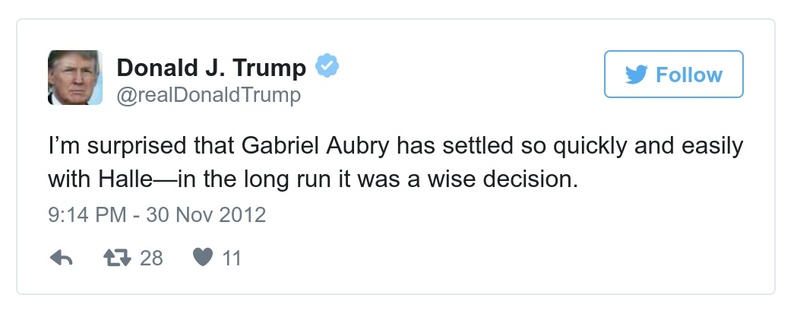 Donald J. Trump
@realDonaldTrump
Follow
I’m surprised that Gabriel Aubry has settled so quickly and easily
with Halle—in the long run it was a wise decision.
9:14 PM - 30 Nov 2012
28 11